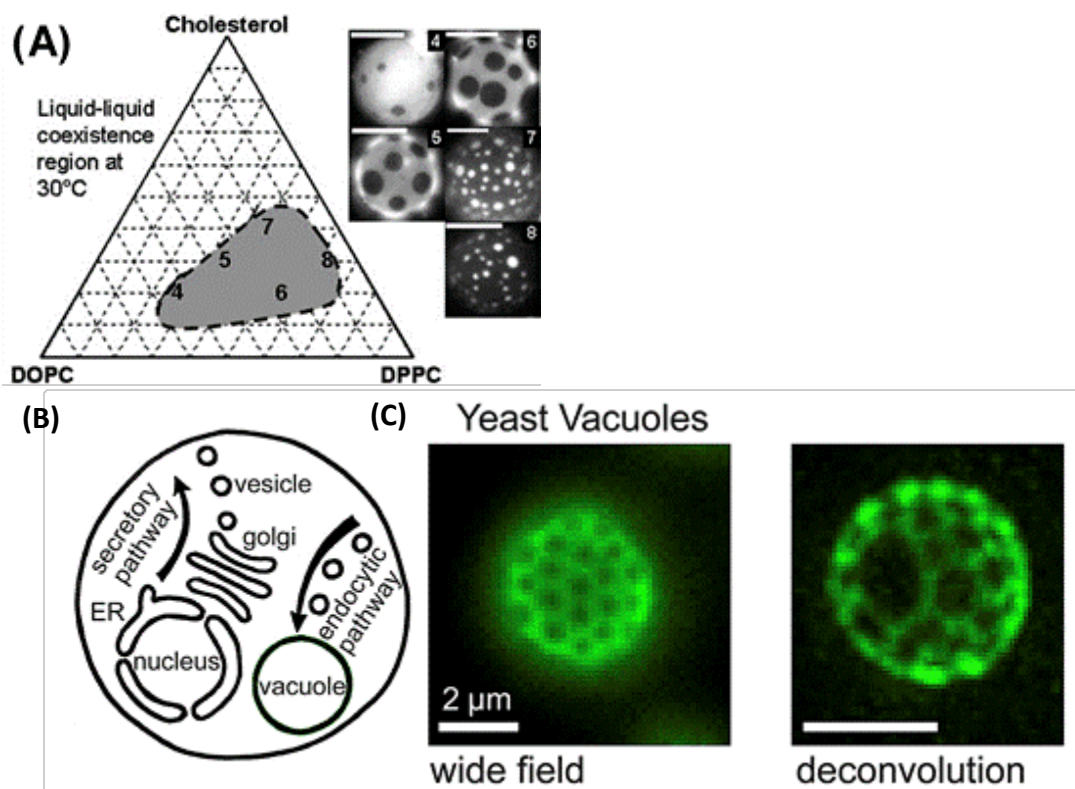 (A)
Cholesterol
Liquid-liquid
coexistence
region at
30°C
4
6
5
7
8
7
5
8
4
6
DOPC
DPPC
(B)
vesicle
golgi
secretory
pathway
ER
endocytic
pathway
nucleus
vacuole
(C)
Yeast Vacuoles
2 μm
wide field
deconvolution